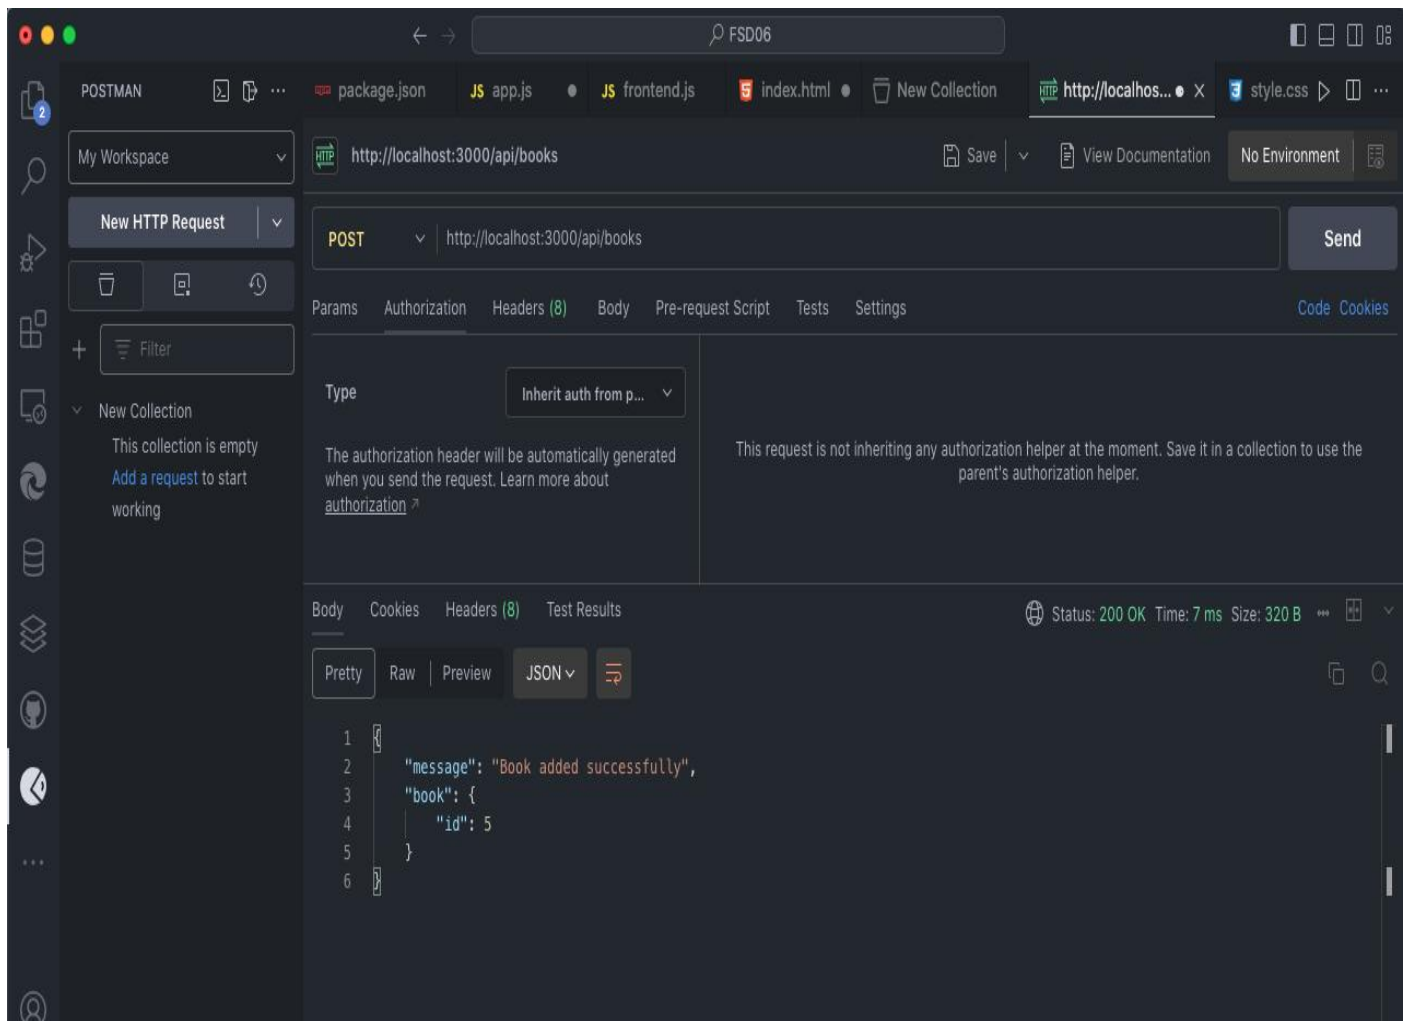 FSD06
2
POSTMAN
package.json
JS app.js
JS frontend.js
5 index.html
New Collection
HTTP http://localhos...
3 style.css
My Workspace
HTTP http://localhost:3000/api/books
Save
View Documentation
No Environment
New HTTP Request
POST
http://localhost:3000/api/books
Send
Params Authorization Headers (8) Body Pre-request Script Tests Settings
Code Cookies
Filter
New Collection
This collection is empty
Add a request to start
working
Type
Inherit auth from p...
The authorization header will be automatically generated
when you send the request. Learn more about
authorization
This request is not inheriting any authorization helper at the moment. Save it in a collection to use the
parent's authorization helper.
Body Cookies Headers (8) Test Results
Status: 200 OK Time: 7 ms Size: 320 B
Pretty Raw Preview JSON
1 {
2 "message": "Book added successfully",
3 "book": {
4 "id": 5
5 }
6 }